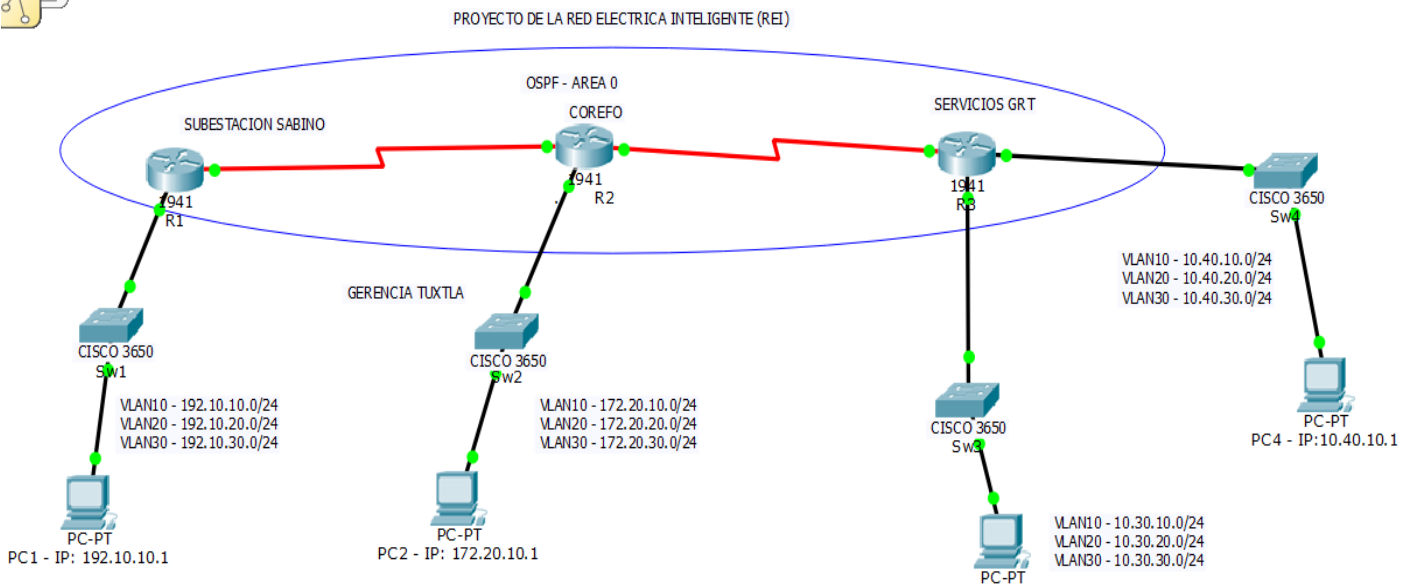 PROYECTO DE LA RED ELECTRICA INTELIGENTE (REI)
OSPF - AREA 0
COREFO
SERVICIOS GRT
SUBESTACION SABINO
1941
R1
1941
R2
1941
R3
CISCO 3650
Sw4
VLAN10 - 10.40.10.0/24
VLAN20 - 10.40.20.0/24
VLAN30 - 10.40.30.0/24
GERENCIA TUXTLA
CISCO 3650
Sw1
CISCO 3650
Sw2
VLAN10 - 192.10.10.0/24
VLAN20 - 192.10.20.0/24
VLAN30 - 192.10.30.0/24
VLAN10 - 172.20.10.0/24
VLAN20 - 172.20.20.0/24
VLAN30 - 172.20.30.0/24
CISCO 3650
Sw3
PC-PT
PC4 - IP:10.40.10.1
PC-PT
PC1 - IP: 192.10.10.1
PC-PT
PC2 - IP: 172.20.10.1
VLAN10 - 10.30.10.0/24
VLAN20 - 10.30.20.0/24
VLAN30 - 10.30.30.0/24
PC-PT